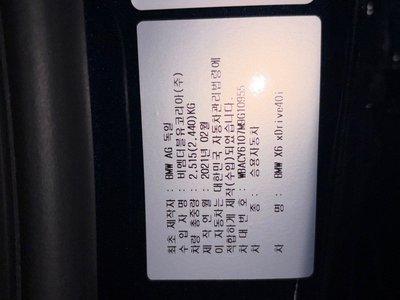 최초 제작자 : BMW AG 독일
수 입 자 명 : 비엠더블유코리아(주)
차량 총중량 : 2,515(2,440)KG
제 작 연 월 : 2021년 02월
이 자동차는 대한민국 자동차관리법령에
적합하게 제작(수입)되었습니다.
차 대 번 호 : WBACY6107M9G10955
차 종 : 승용자동차
차 명 : BMW X6 xDrive40i